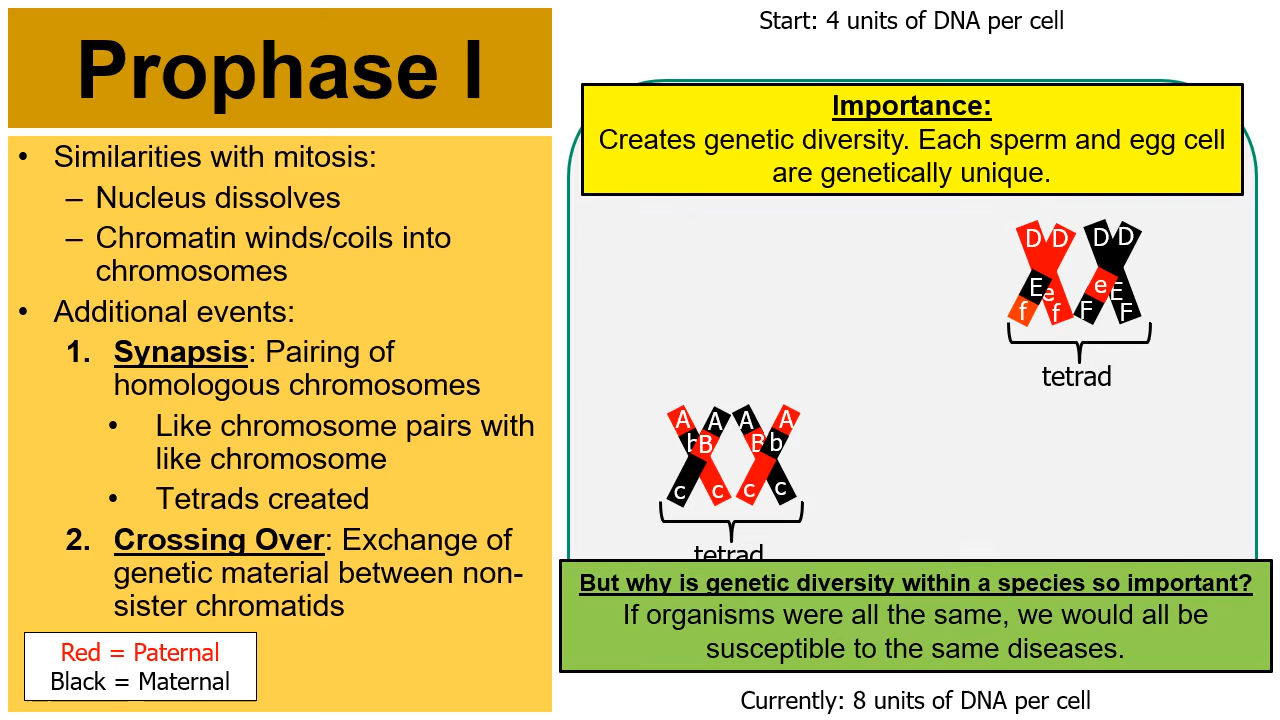 Prophase I
• Similarities with mitosis:
– Nucleus dissolves
– Chromatin winds/coils into
chromosomes
• Additional events:
1. Synapsis: Pairing of
homologous chromosomes
• Like chromosome pairs with
like chromosome
• Tetrads created
2. Crossing Over: Exchange of
genetic material between non-
sister chromatids
Red = Paternal
Black = Maternal
Start: 4 units of DNA per cell
Importance:
Creates genetic diversity. Each sperm and egg cell
are genetically unique.
D D D D
E e e E
f f F F
tetrad
A A A A
b B B b
c c c c
tetrad
But why is genetic diversity within a species so important?
If organisms were all the same, we would all be
susceptible to the same diseases.
Currently: 8 units of DNA per cell